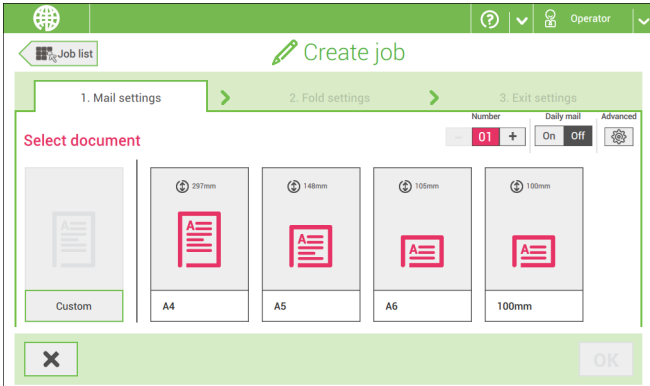 Operator
Job list
Create job
1. Mail settings
2. Fold settings
3. Exit settings
Select document
Number
Daily mail
Advanced
01
On
Off
297mm
148mm
105mm
100mm
Custom
A4
A5
A6
100mm
OK